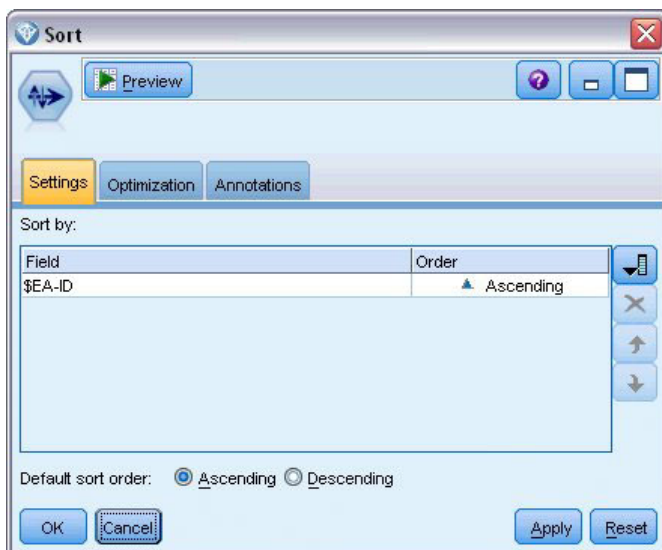 Sort
Preview
Settings Optimization Annotations
Sort by:
Field Order
$EA-ID Ascending
Default sort order: Ascending Descending
OK Cancel Apply Reset